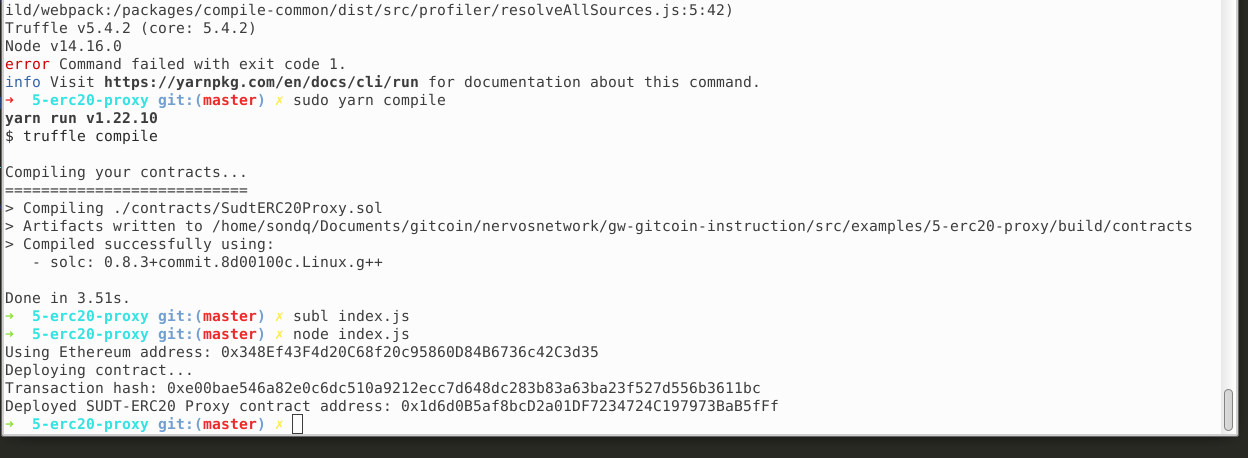 ild/webpack:/packages/compile-common/dist/src/profiler/resolveAllSources.js:5:42)
Truffle v5.4.2 (core: 5.4.2)
Node v14.16.0
error Command failed with exit code 1.
info Visit https://yarnpkg.com/en/docs/cli/run for documentation about this command.
➜  5-erc20-proxy git:(master) ✗ sudo yarn compile
yarn run v1.22.10
$ truffle compile
Compiling your contracts...
===========================
> Compiling ./contracts/SudtERC20Proxy.sol
> Artifacts written to /home/sondq/Documents/gitcoin/nervosnetwork/gw-gitcoin-instruction/src/examples/5-erc20-proxy/build/contracts
> Compiled successfully using:
   - solc: 0.8.3+commit.8d00100c.Linux.g++
Done in 3.51s.
➜  5-erc20-proxy git:(master) ✗ subl index.js
➜  5-erc20-proxy git:(master) ✗ node index.js
Using Ethereum address: 0x348Ef43F4d20C68f20c95860D84B6736c42C3d35
Deploying contract...
Transaction hash: 0xe00bae546a82e0c6dc510a9212ecc7d648dc283b83a63ba23f527d556b3611bc
Deployed SUDT-ERC20 Proxy contract address: 0x1d6d0B5af8bcD2a01DF7234724C197973BaB5fFf
➜  5-erc20-proxy git:(master) ✗